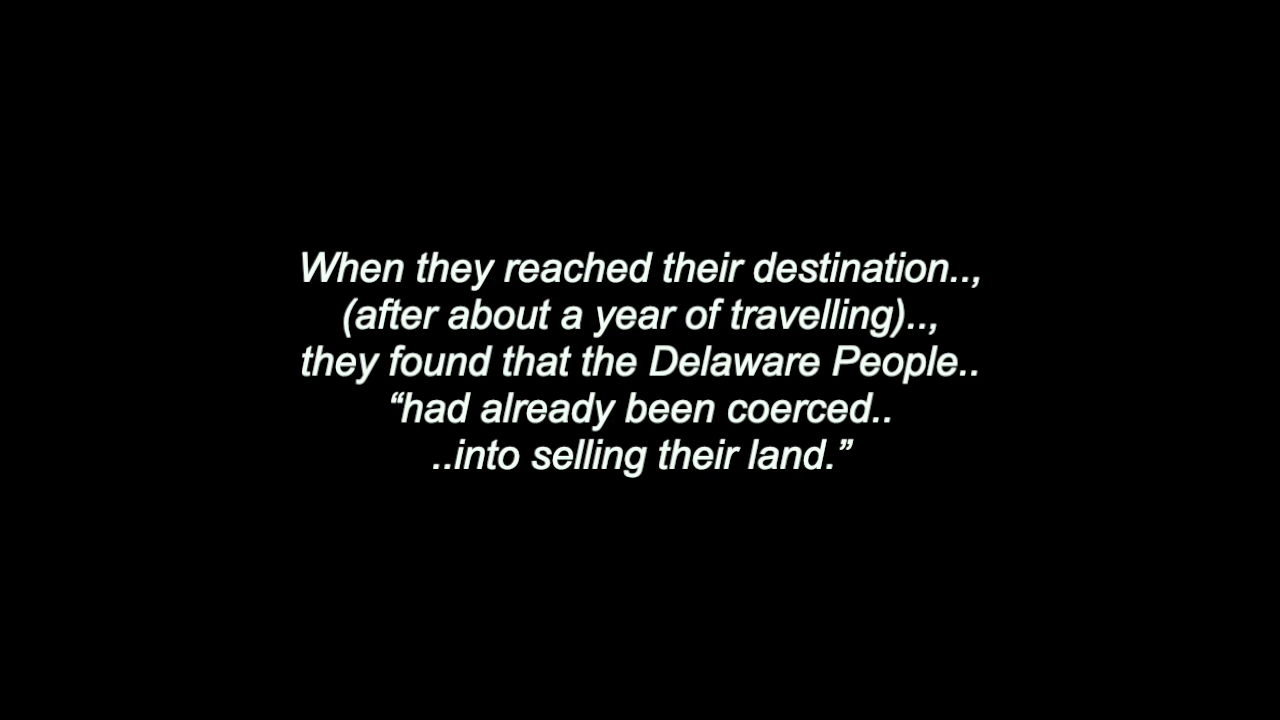 When they reached their destination..,
(after about a year of travelling)..,
they found that the Delaware People..
“had already been coerced..
..into selling their land.”